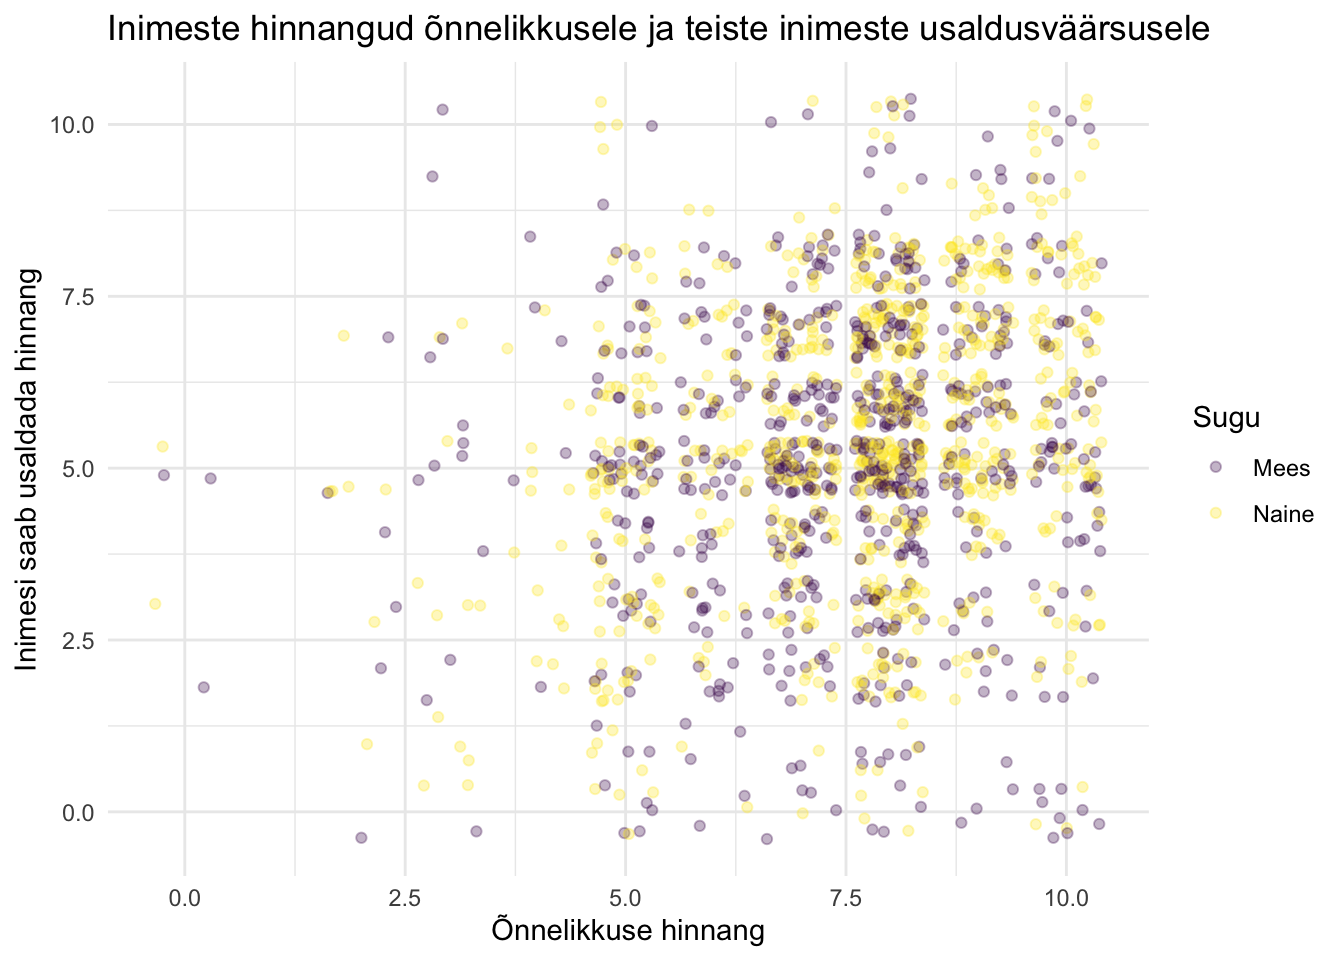 Inimeste hinnangud õnnelikkusele ja teiste inimeste usaldusväärsusele
Inimesi saab usaldada hinnang
10.0
7.5
5.0
2.5
0.0
0.0 2.5 5.0 7.5 10.0
Õnnelikkuse hinnang
Sugu
Mees
Naine